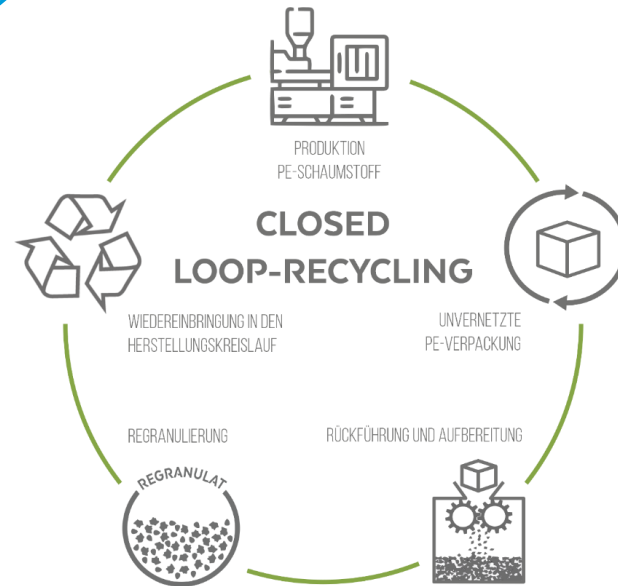 PRODUKTION
PE-SCHAUMSTOFF
CLOSED
LOOP-RECYCLING
WIEDEREINBRINGUNG IN DEN
HERSTELLUNGSKREISLAUF
UNVERNETZTE
PE-VERPACKUNG
REGRANULIERUNG
RÜCKFÜHRUNG UND AUFBEREITUNG
REGRANULAT